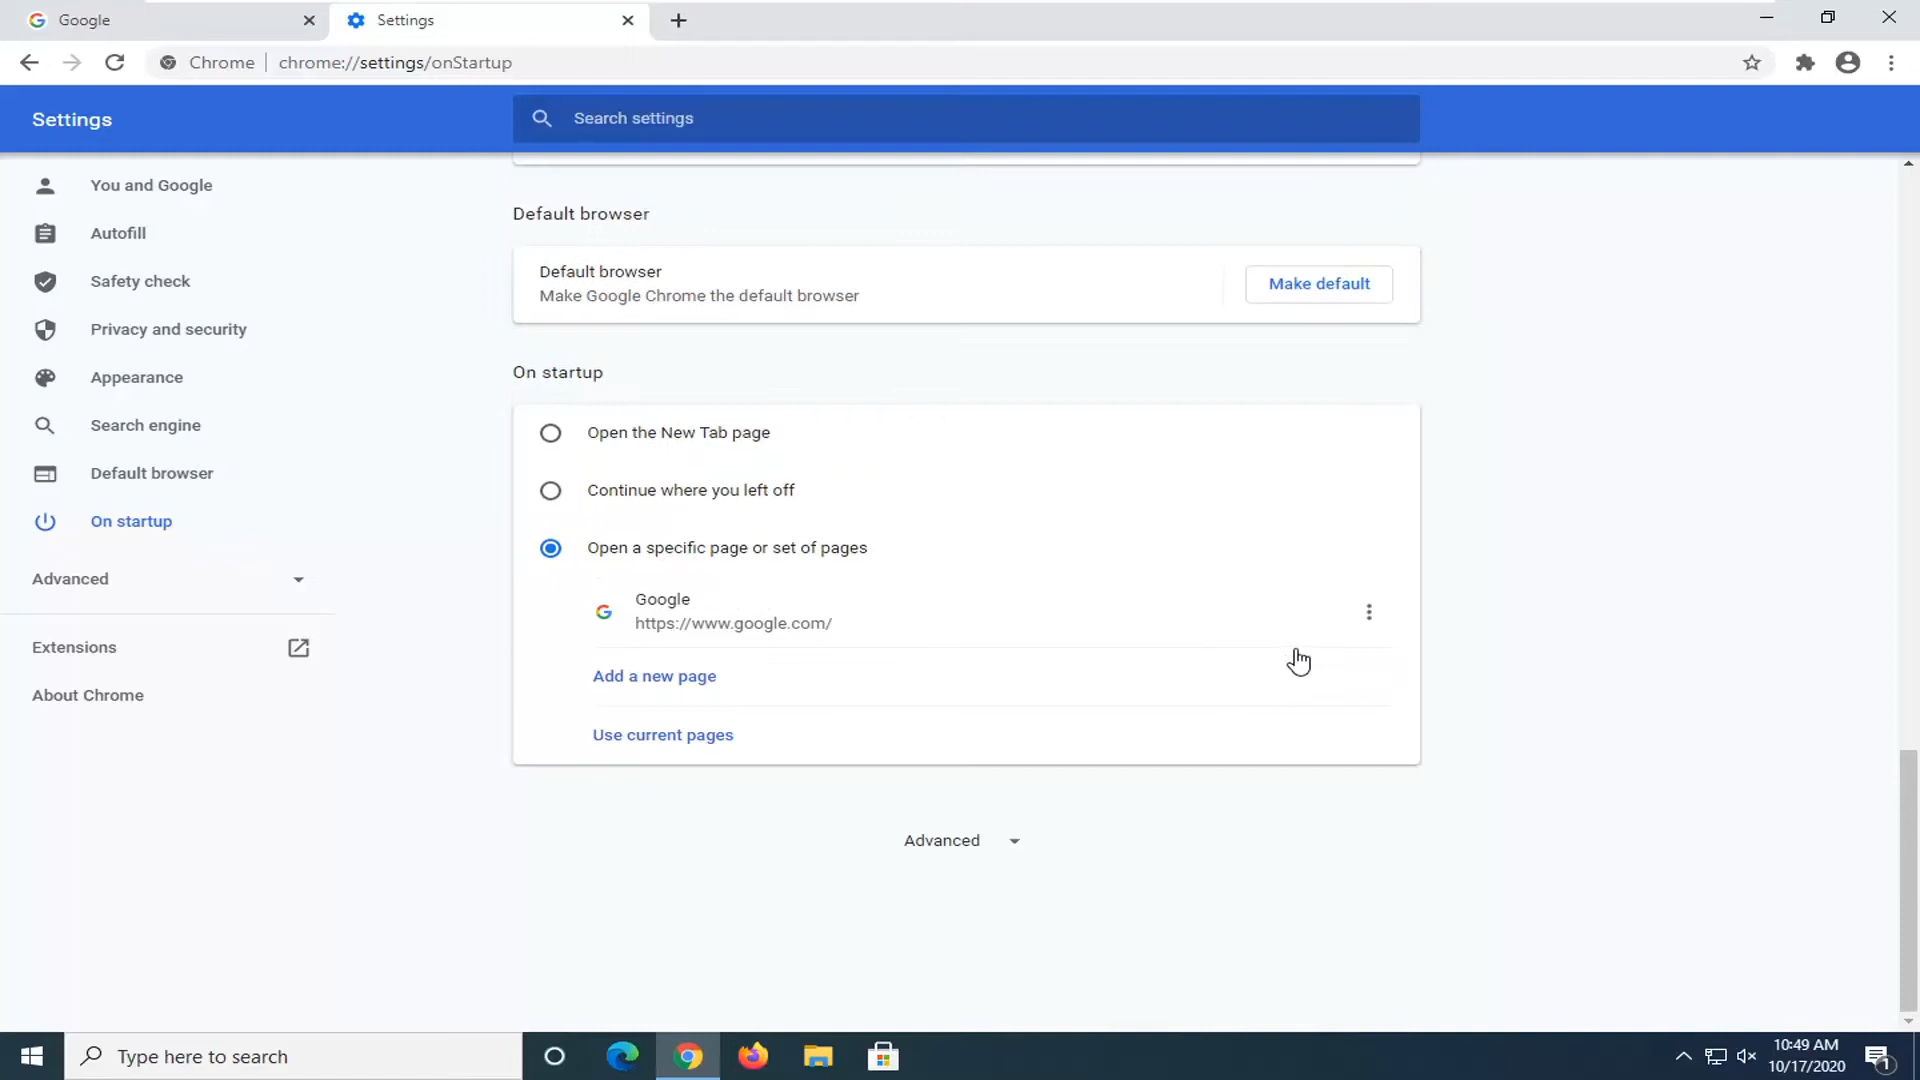 Google
Settings
Chrome
chrome://settings/onStartup
Settings
Search settings
You and Google
Autofill
Safety check
Privacy and security
Appearance
Search engine
Default browser
On startup
Advanced
Extensions
About Chrome
Default browser
Default browser
Make Google Chrome the default browser
Make default
On startup
Open the New Tab page
Continue where you left off
Open a specific page or set of pages
Google
https://www.google.com/
Add a new page
Use current pages
Advanced
Type here to search
10:49 AM
10/17/2020
1